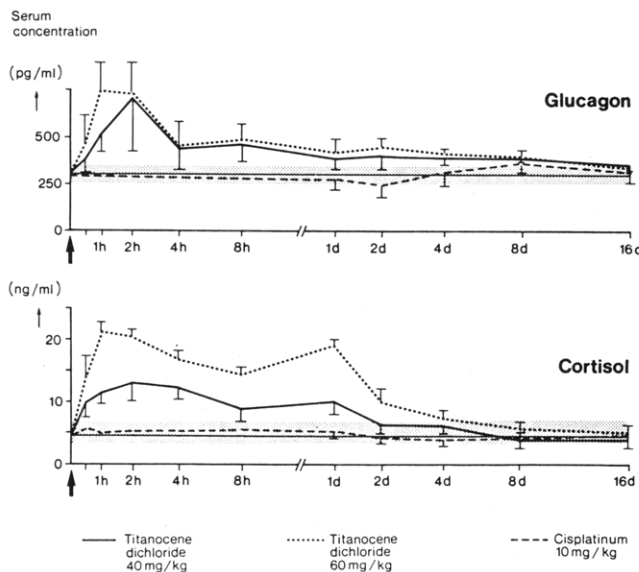 Serum
concentration
(pg/ml)
Glucagon
500
250
0
1h 2h 4h 8h 1d 2d 4d 8d 16d
(ng/ml)
20
Cortisol
10
0
1h 2h 4h 8h 1d 2d 4d 8d 16d
Titanocene dichloride 40 mg/kg
Titanocene dichloride 60 mg/kg
Cisplatinum 10 mg/kg